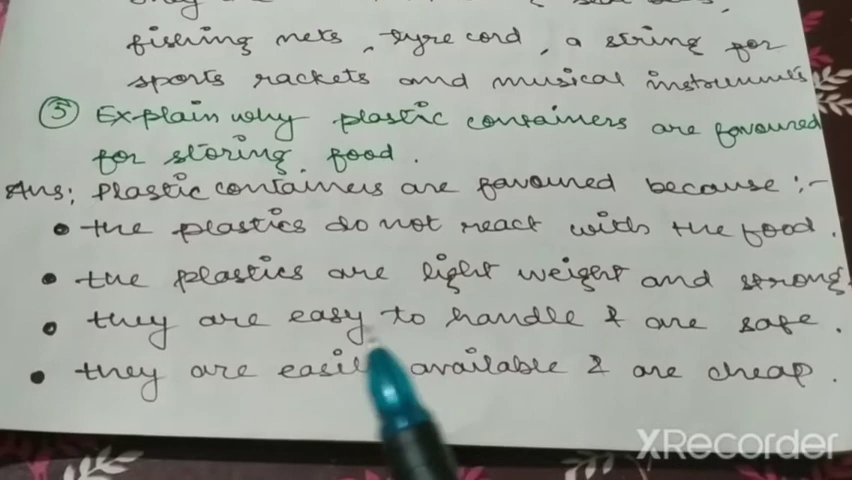 fishing nets, tyre cord, a string for
sports rackets and musical instruments
⑤ Explain why plastic containers are favoured
for storing food.
Ans: Plastic containers are favoured because :-
• the plastics do not react with the food.
• the plastics are light weight and strong
• they are easy to handle & are safe.
• they are easily available & are cheap.
XRecorder